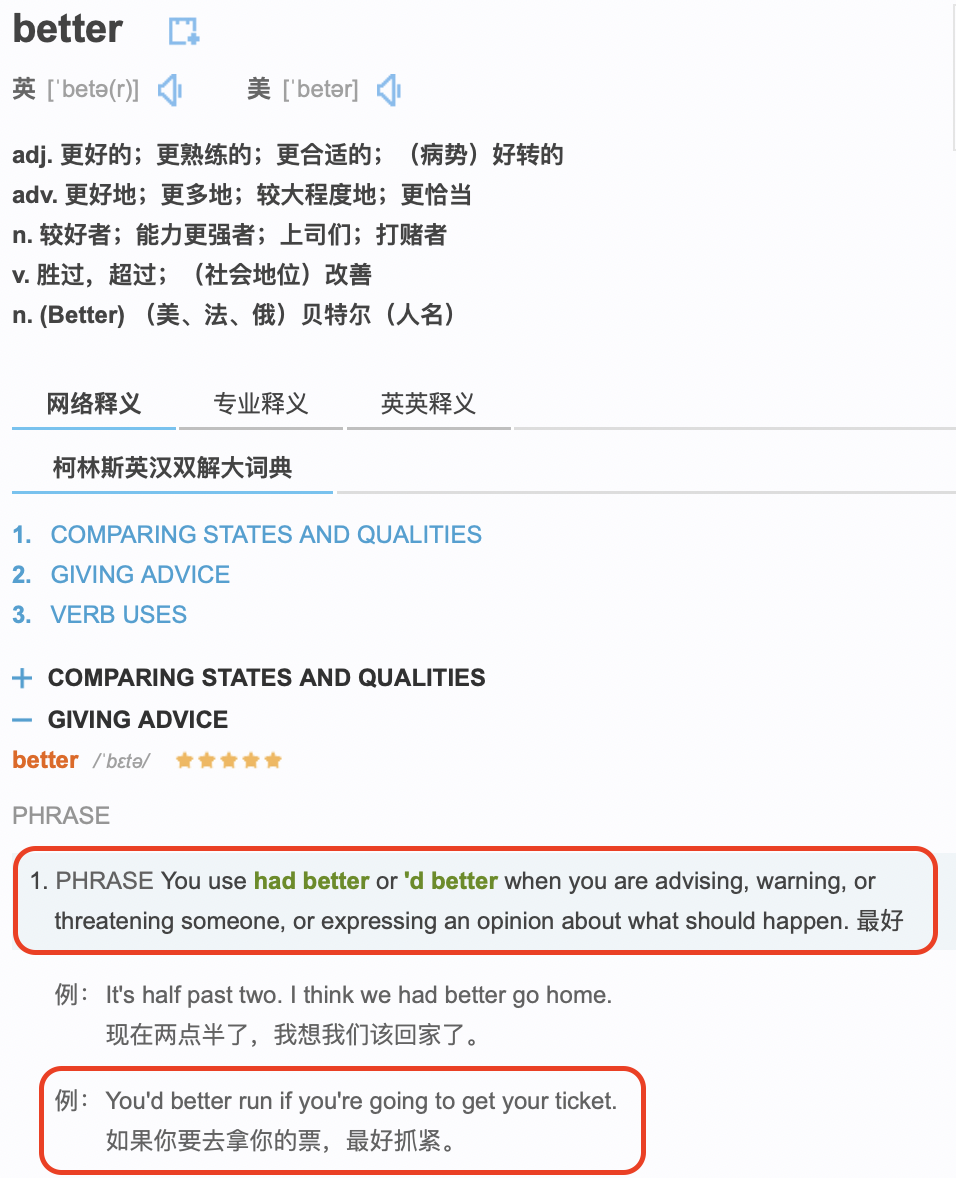 better
英 [ˈbetə(r)] 美 [ˈbetər]
adj. 更好的；更熟练的；更合适的；（病势）好转的
adv. 更好地；更多地；较大程度地；更恰当
n. 较好者；能力更强者；上司们；打赌者
v. 胜过，超过；（社会地位）改善
n. (Better) （美、法、俄）贝特尔（人名）
网络释义 专业释义 英英释义
柯林斯英汉双解大词典
1. COMPARING STATES AND QUALITIES
2. GIVING ADVICE
3. VERB USES
COMPARING STATES AND QUALITIES
GIVING ADVICE
better /ˈbɛtə/
PHRASE
1. PHRASE You use had better or 'd better when you are advising, warning, or
threatening someone, or expressing an opinion about what should happen. 最好
例： It's half past two. I think we had better go home.
现在两点半了，我想我们该回家了。
例： You'd better run if you're going to get your ticket.
如果你要去拿你的票，最好抓紧。